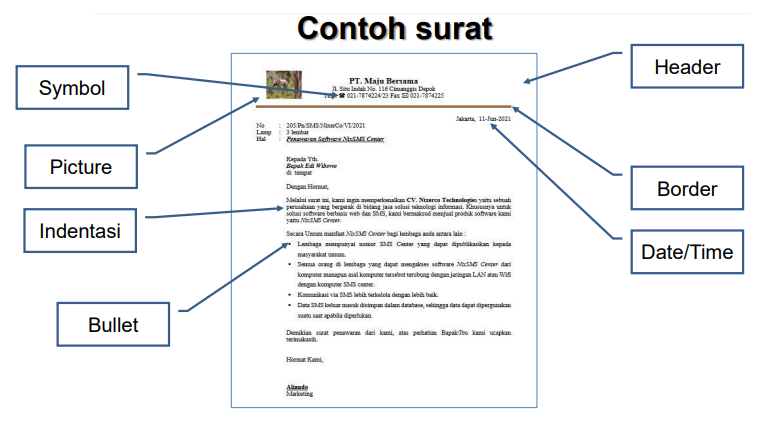 Contoh surat
Symbol
Header
PT. Maju Bersama
Jl. Situ Indah No. 116 Cimanggis Depok
☎ 021-7874224/23 Fax 🖂 021-7874225
Picture
Jakarta, 11-Jun-2021
No : 205/Pn/SMS/NixerCo/VI/2021
Lamp : 3 lembar
Hal : Penawaran Software NixSMS Center
Border
Kepada Yth.
Bapak Edi Wibowo
di tempat
Dengan Hormat,
Indentasi
Melalui surat ini, kami ingin memperkenalkan CV. Nixerco Technologies yaitu sebuah
perusahaan yang bergerak di bidang jasa solusi teknologi informasi. Khususnya untuk
solusi software berbasis web dan SMS, kami bermaksud menjual produk software kami
yaitu NixSMS Center.
Date/Time
Secara Umum manfaat NixSMS Center bagi lembaga anda antara lain :
• Lembaga mempunyai nomor SMS Center yang dapat dipublikasikan kepada
masyarakat umum.
• Semua orang di lembaga yang dapat mengakses software NixSMS Center dari
komputer manapun asal komputer tersebut terubung dengan jaringan LAN atau Wifi
dengan komputer SMS center.
• Komunikasi via SMS lebih terkelola dengan lebih baik.
• Data SMS keluar masuk disimpan dalam database, sehingga data dapat dipergunakan
suatu saat apabila diperlukan.
Bullet
Demikian surat penawaran dari kami, atas perhatian Bapak/Ibu kami ucapkan
terimakasih.
Hormat Kami,
Aliando
Marketing